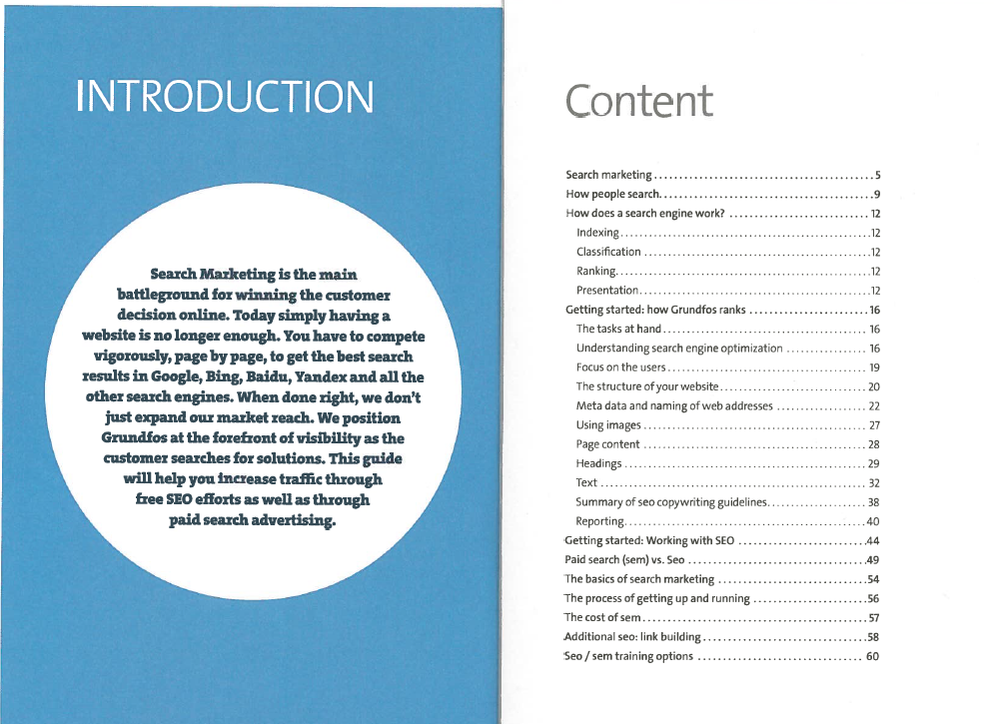 INTRODUCTION
Search Marketing is the main
battleground for winning the customer
decision online. Today simply having a
website is no longer enough. You have to compete
vigorously, page by page, to get the best search
results in Google, Bing, Baidu, Yandex and all the
other search engines. When done right, we don't
just expand our market reach. We position
Grundfos at the forefront of visibility as the
customer searches for solutions. This guide
will help you increase traffic through
free SEO efforts as well as through
paid search advertising.
Content
Search marketing ............................................ 5
How people search. ........................................... 9
How does a search engine work? ............................ 12
Indexing .................................................. 12
Classification ............................................. 12
Ranking. .................................................. 12
Presentation .............................................. 12
Getting started: how Grundfos ranks ........................ 16
The tasks at hand ......................................... 16
Understanding search engine optimization ................ 16
Focus on the users ........................................ 19
The structure of your website ............................. 20
Meta data and naming of web addresses .................. 22
Using images ............................................. 27
Page content ............................................. 28
Headings ................................................. 29
Text ...................................................... 32
Summary of seo copywriting guidelines .................... 38
Reporting. ................................................ 40
Getting started: Working with SEO .......................... 44
Paid search (sem) vs. Seo .................................... 49
The basics of search marketing .............................. 54
The process of getting up and running ....................... 56
The cost of sem .............................................. 57
Additional seo: link building ................................. 58
Seo / sem training options ................................. 60